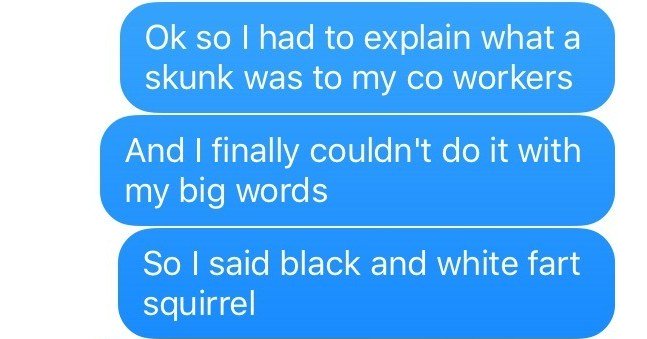 Ok so I had to explain what a
skunk was to my co workers
And I finally couldn't do it with
my big words
So I said black and white fart
squirrel